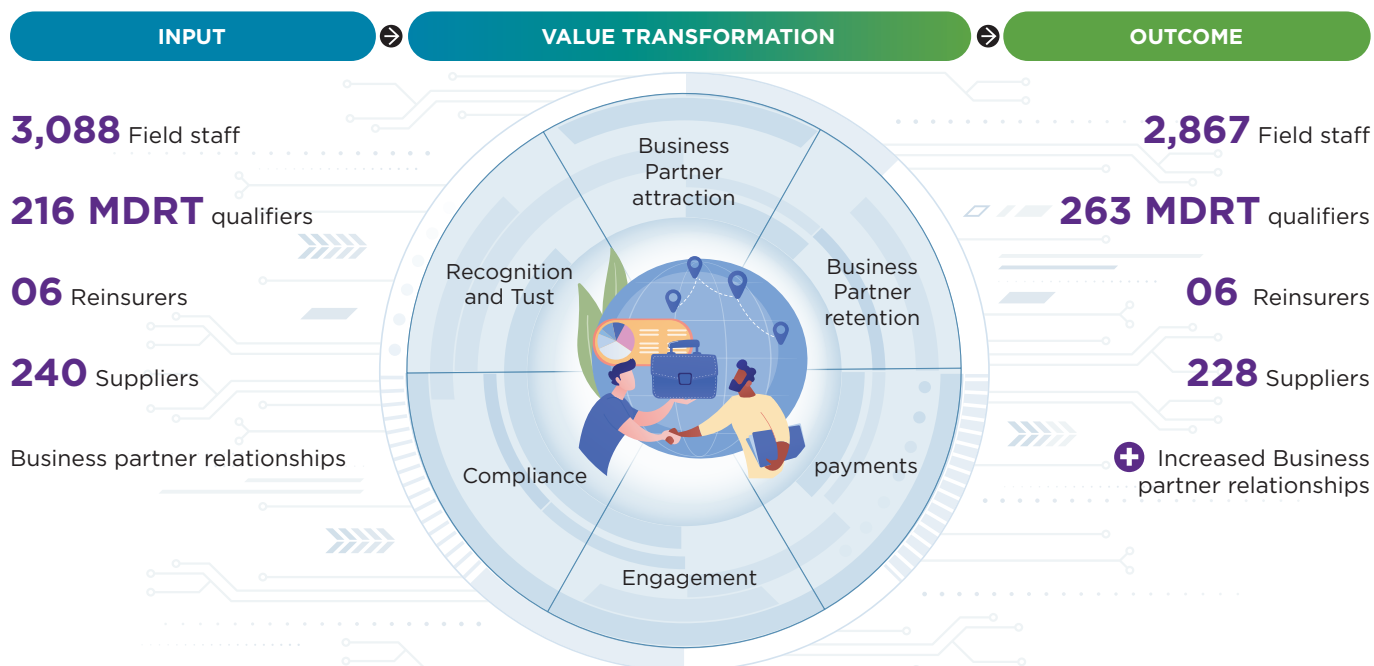 INPUT
VALUE TRANSFORMATION
OUTCOME
3,088 Field staff
216 MDRT qualifiers
06 Reinsurers
240 Suppliers
Business partner relationships
Business
Partner
attraction
Business
Partner
retention
payments
Engagement
Compliance
Recognition
and Trust
2,867 Field staff
263 MDRT qualifiers
06 Reinsurers
228 Suppliers
Increased Business
partner relationships